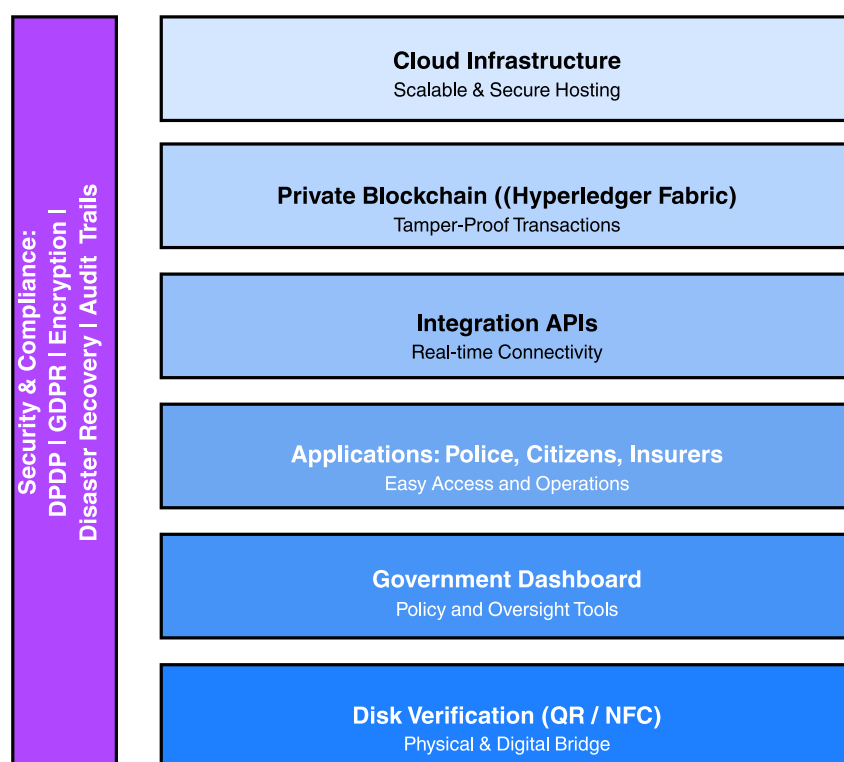 Security & Compliance:
DPDP | GDPR | Encryption |
Disaster Recovery | Audit Trails
Cloud Infrastructure
Scalable & Secure Hosting
Private Blockchain ((Hyperledger Fabric)
Tamper-Proof Transactions
Integration APIs
Real-time Connectivity
Applications: Police, Citizens, Insurers
Easy Access and Operations
Government Dashboard
Policy and Oversight Tools
Disk Verification (QR / NFC)
Physical & Digital Bridge